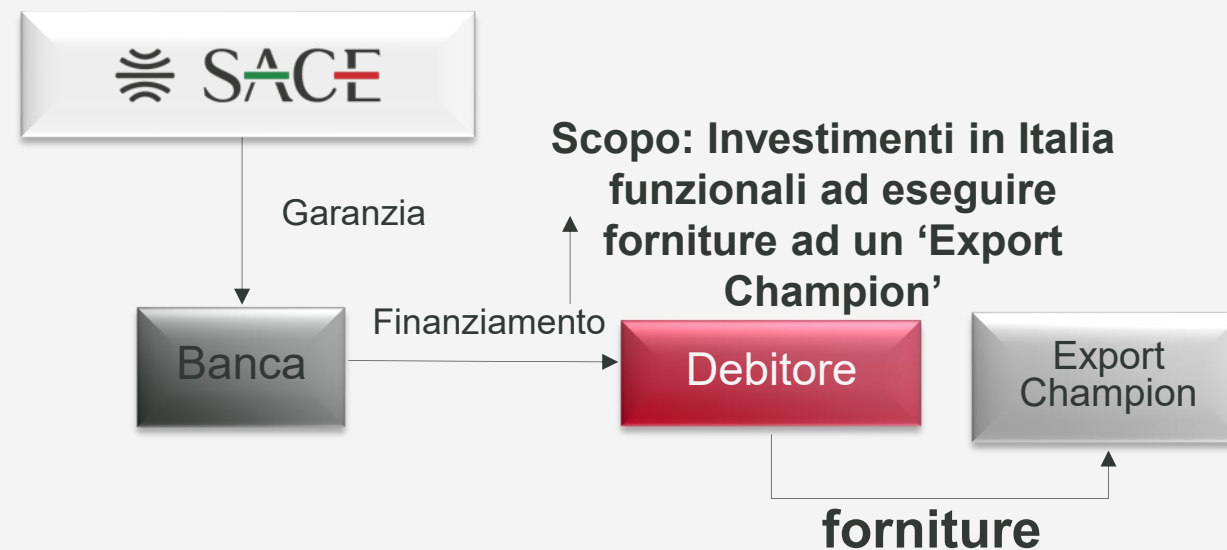 SACE
Scopo: Investimenti in Italia
funzionali ad eseguire
forniture ad un ‘Export
Champion’
Garanzia
Finanziamento
Banca
Debitore
Export
Champion
forniture